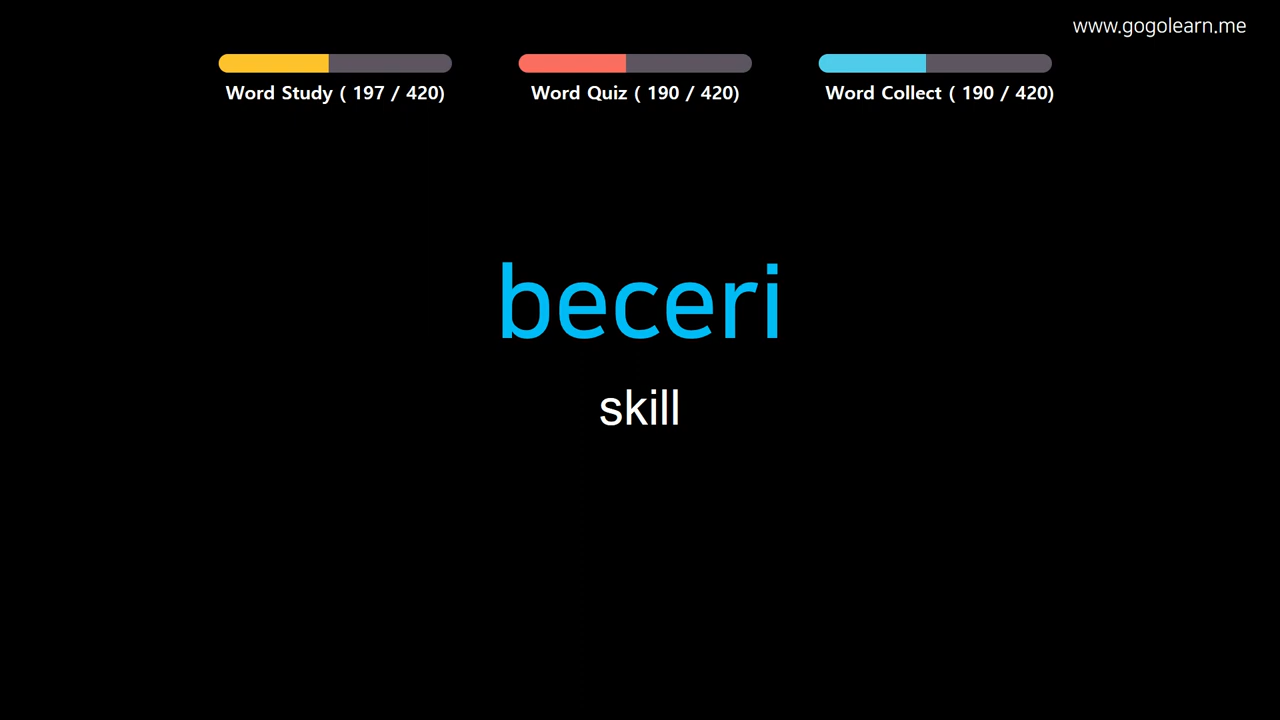 www.gogolearn.me
Word Study ( 197 / 420)
Word Quiz ( 190 / 420)
Word Collect ( 190 / 420)
beceri
skill